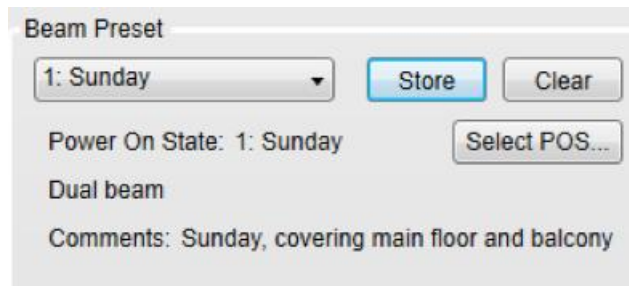 Beam Preset
1: Sunday Store Clear
Power On State: 1: Sunday Select POS...
Dual beam
Comments: Sunday, covering main floor and balcony